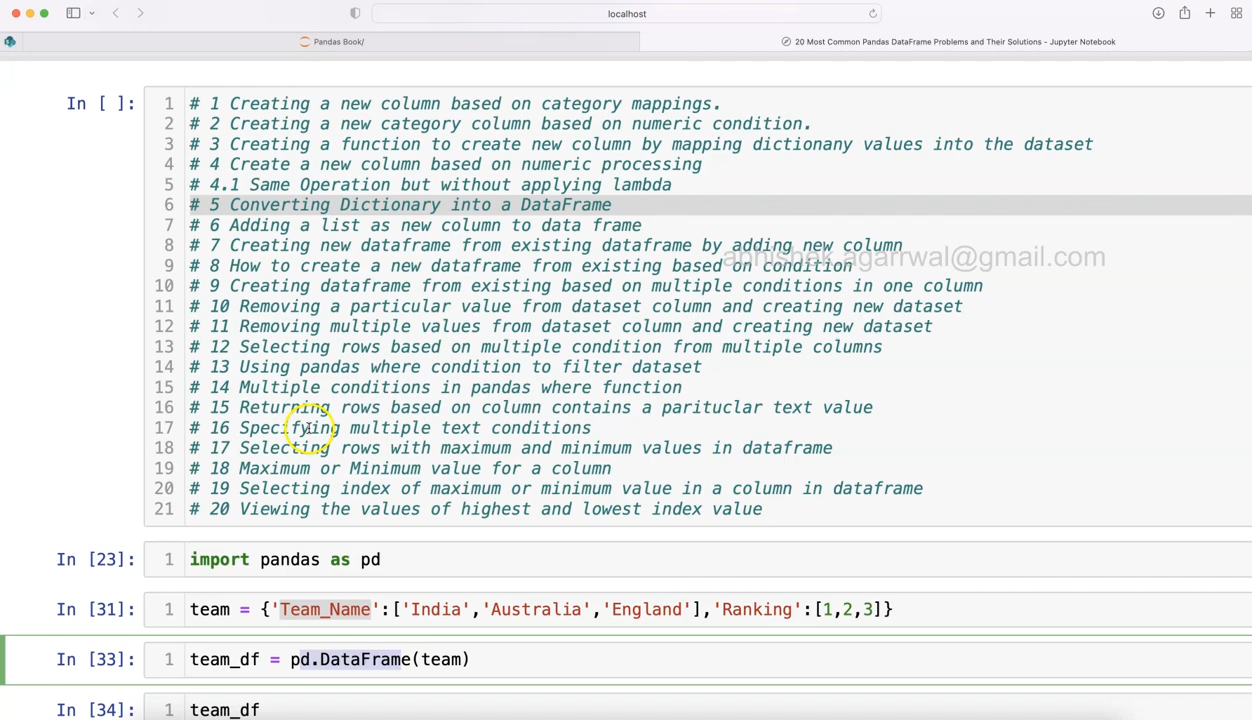 localhost
Pandas Book/
20 Most Common Pandas DataFrame Problems and Their Solutions - Jupyter Notebook
In [ ]:
1 # 1 Creating a new column based on category mappings.
2 # 2 Creating a new category column based on numeric condition.
3 # 3 Creating a function to create new column by mapping dictionany values into the dataset
4 # 4 Create a new column based on numeric processing
5 # 4.1 Same Operation but without applying lambda
6 # 5 Converting Dictionary into a DataFrame
7 # 6 Adding a list as new column to data frame
8 # 7 Creating new dataframe from existing dataframe by adding new column
abhishek.agarrwal@gmail.com
9 # 8 How to create a new dataframe from existing based on condition
10 # 9 Creating dataframe from existing based on multiple conditions in one column
11 # 10 Removing a particular value from dataset column and creating new dataset
12 # 11 Removing multiple values from dataset column and creating new dataset
13 # 12 Selecting rows based on multiple condition from multiple columns
14 # 13 Using pandas where condition to filter dataset
15 # 14 Multiple conditions in pandas where function
16 # 15 Returning rows based on column contains a parituclar text value
17 # 16 Specifying multiple text conditions
18 # 17 Selecting rows with maximum and minimum values in dataframe
19 # 18 Maximum or Minimum value for a column
20 # 19 Selecting index of maximum or minimum value in a column in dataframe
21 # 20 Viewing the values of highest and lowest index value
In [23]: 1 import pandas as pd
In [31]: 1 team = {'Team_Name':['India','Australia','England'],'Ranking':[1,2,3]}
In [33]: 1 team_df = pd.DataFrame(team)
In [34]: 1 team_df